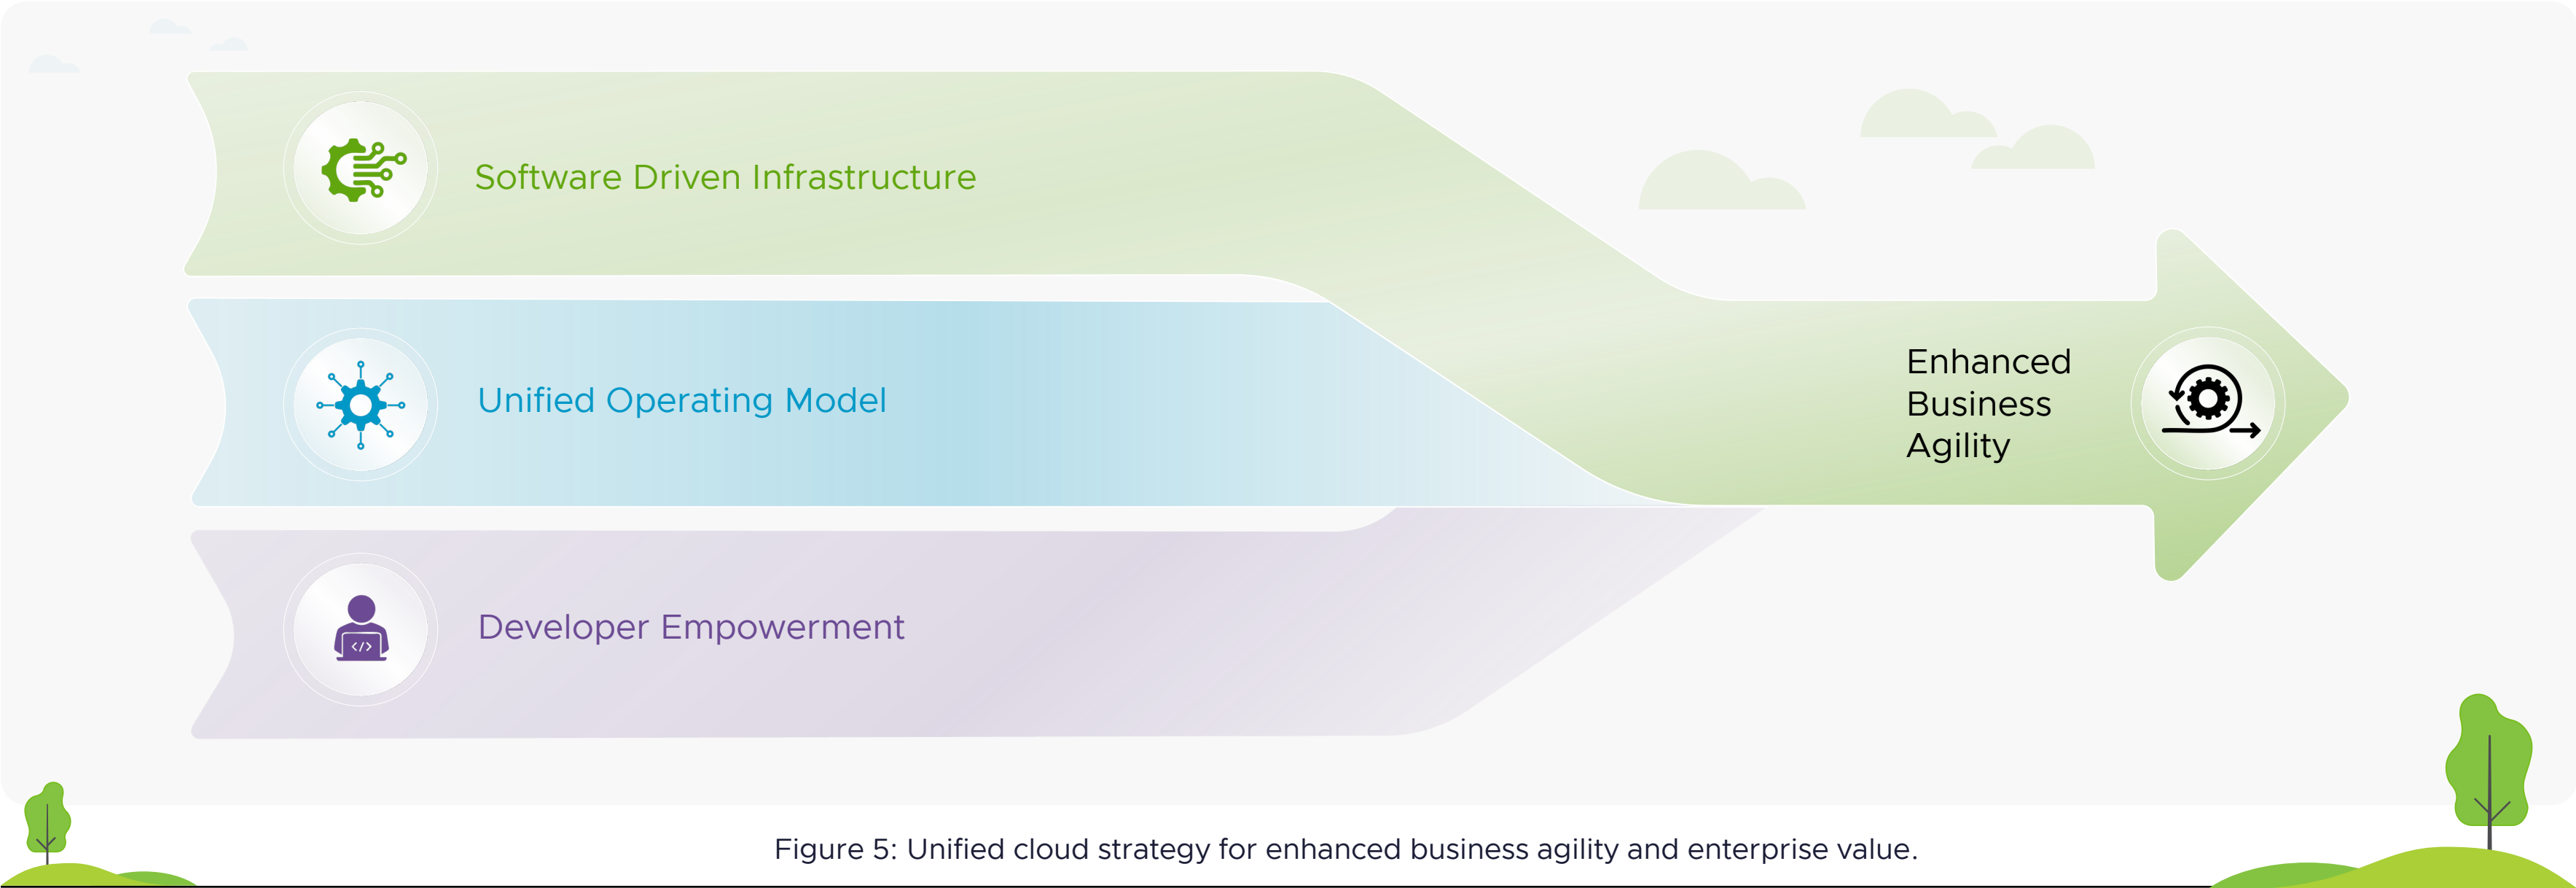 Software Driven Infrastructure
Unified Operating Model
Developer Empowerment
Enhanced
Business
Agility
</>
Figure 5: Unified cloud strategy for enhanced business agility and enterprise value.